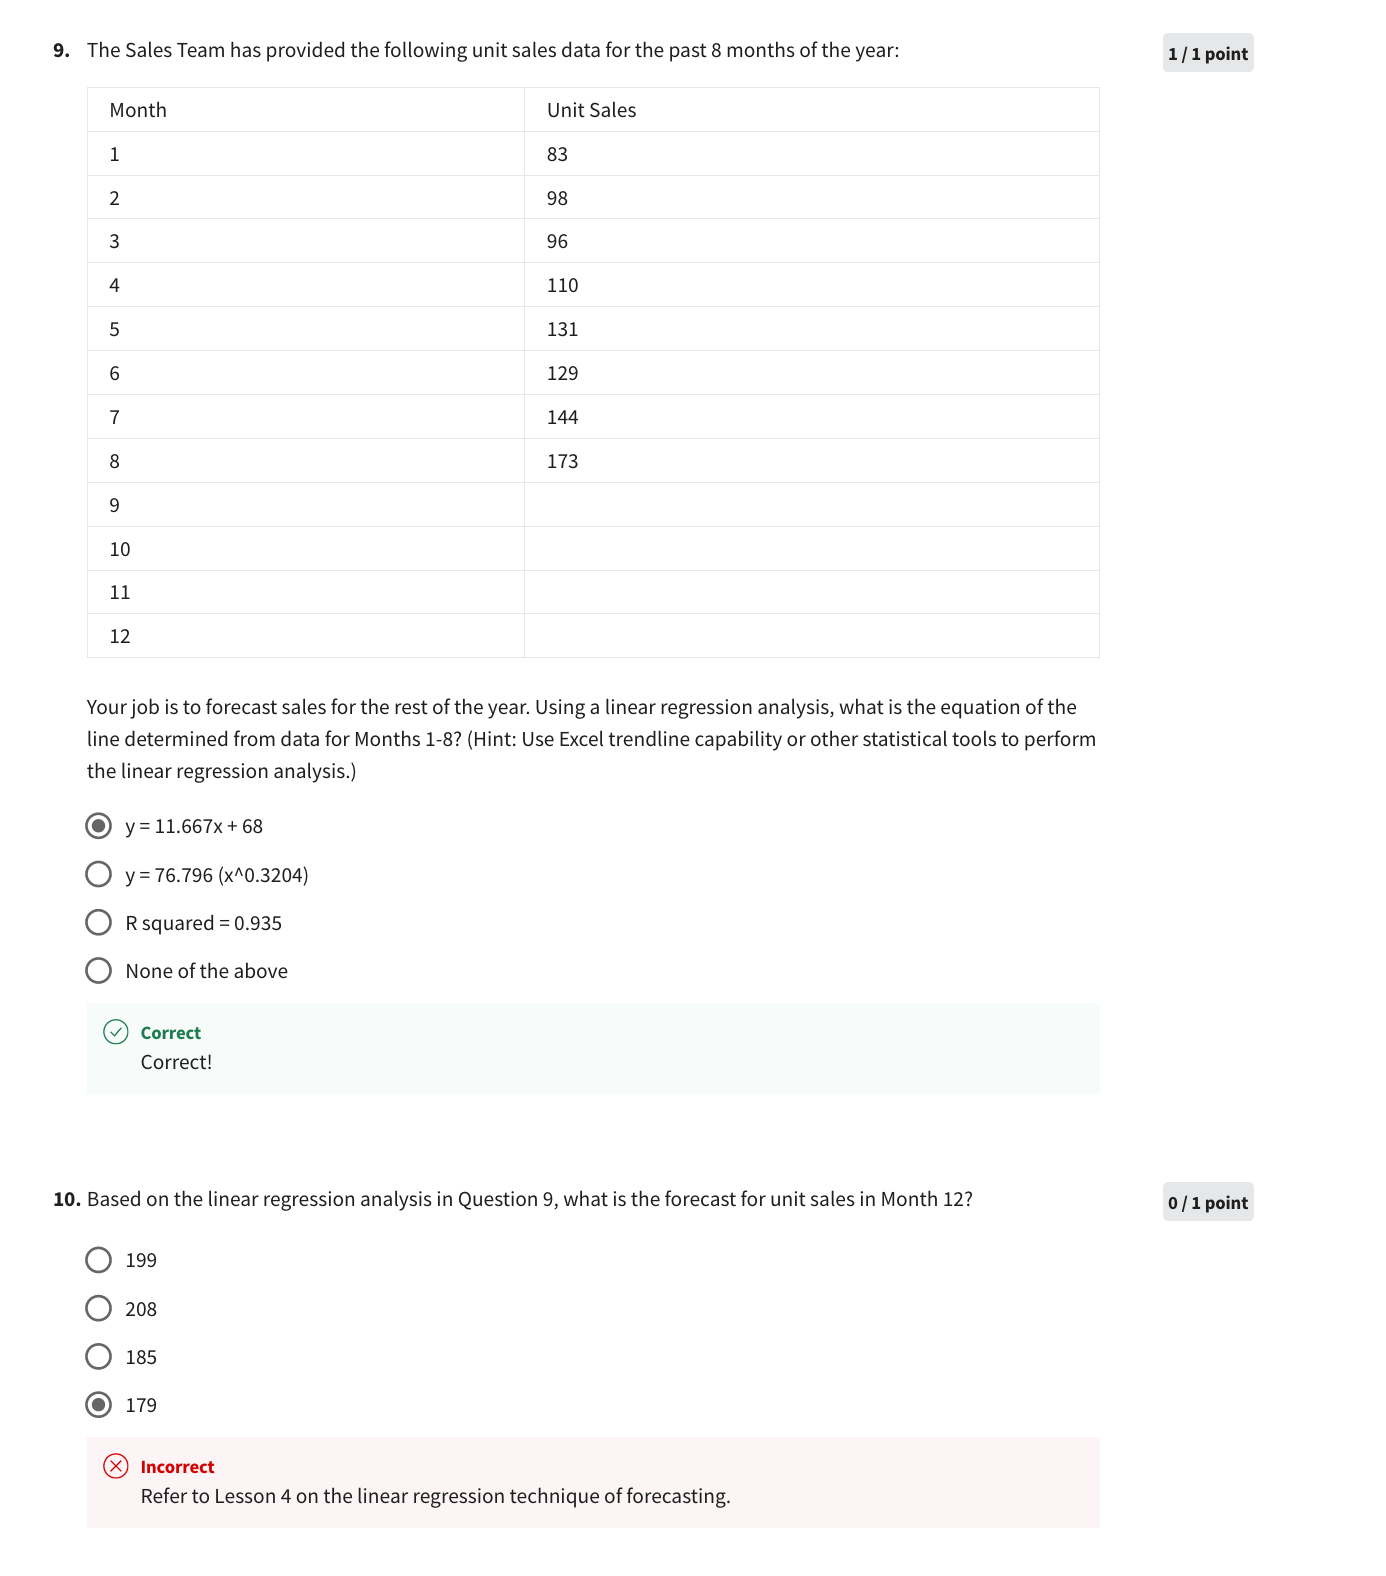 9. The Sales Team has provided the following unit sales data for the past 8 months of the year:
1 / 1 point
Month Unit Sales
1 83
2 98
3 96
4 110
5 131
6 129
7 144
8 173
9
10
11
12
Your job is to forecast sales for the rest of the year. Using a linear regression analysis, what is the equation of the
line determined from data for Months 1-8? (Hint: Use Excel trendline capability or other statistical tools to perform
the linear regression analysis.)
y = 11.667x + 68
y = 76.796 (x^0.3204)
R squared = 0.935
None of the above
Correct
Correct!
10. Based on the linear regression analysis in Question 9, what is the forecast for unit sales in Month 12?
0 / 1 point
199
208
185
179
Incorrect
Refer to Lesson 4 on the linear regression technique of forecasting.